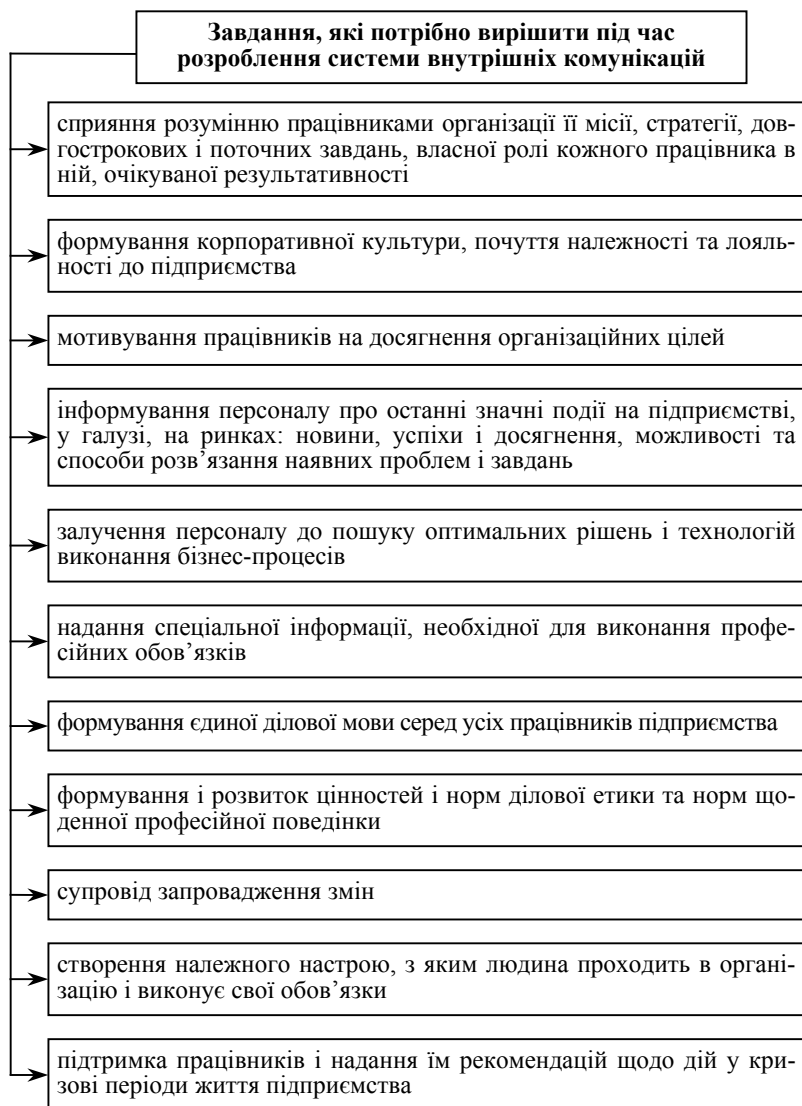 Завдання, які потрібно вирішити під час
розроблення системи внутрішніх комунікацій
сприяння розумінню працівниками організації її місії, стратегії, дов-
гострокових і поточних завдань, власної ролі кожного працівника в
ній, очікуваної результативності
формування корпоративної культури, почуття належності та лояль-
ності до підприємства
мотивування працівників на досягнення організаційних цілей
інформування персоналу про останні значні події на підприємстві,
у галузі, на ринках: новини, успіхи і досягнення, можливості та
способи розв’язання наявних проблем і завдань
залучення персоналу до пошуку оптимальних рішень і технологій
виконання бізнес-процесів
надання спеціальної інформації, необхідної для виконання профе-
сійних обов’язків
формування єдиної ділової мови серед усіх працівників підприємства
формування і розвиток цінностей і норм ділової етики та норм що-
денної професійної поведінки
супровід запровадження змін
створення належного настрою, з яким людина проходить в органі-
зацію і виконує свої обов’язки
підтримка працівників і надання їм рекомендацій щодо дій у кри-
зові періоди життя підприємства